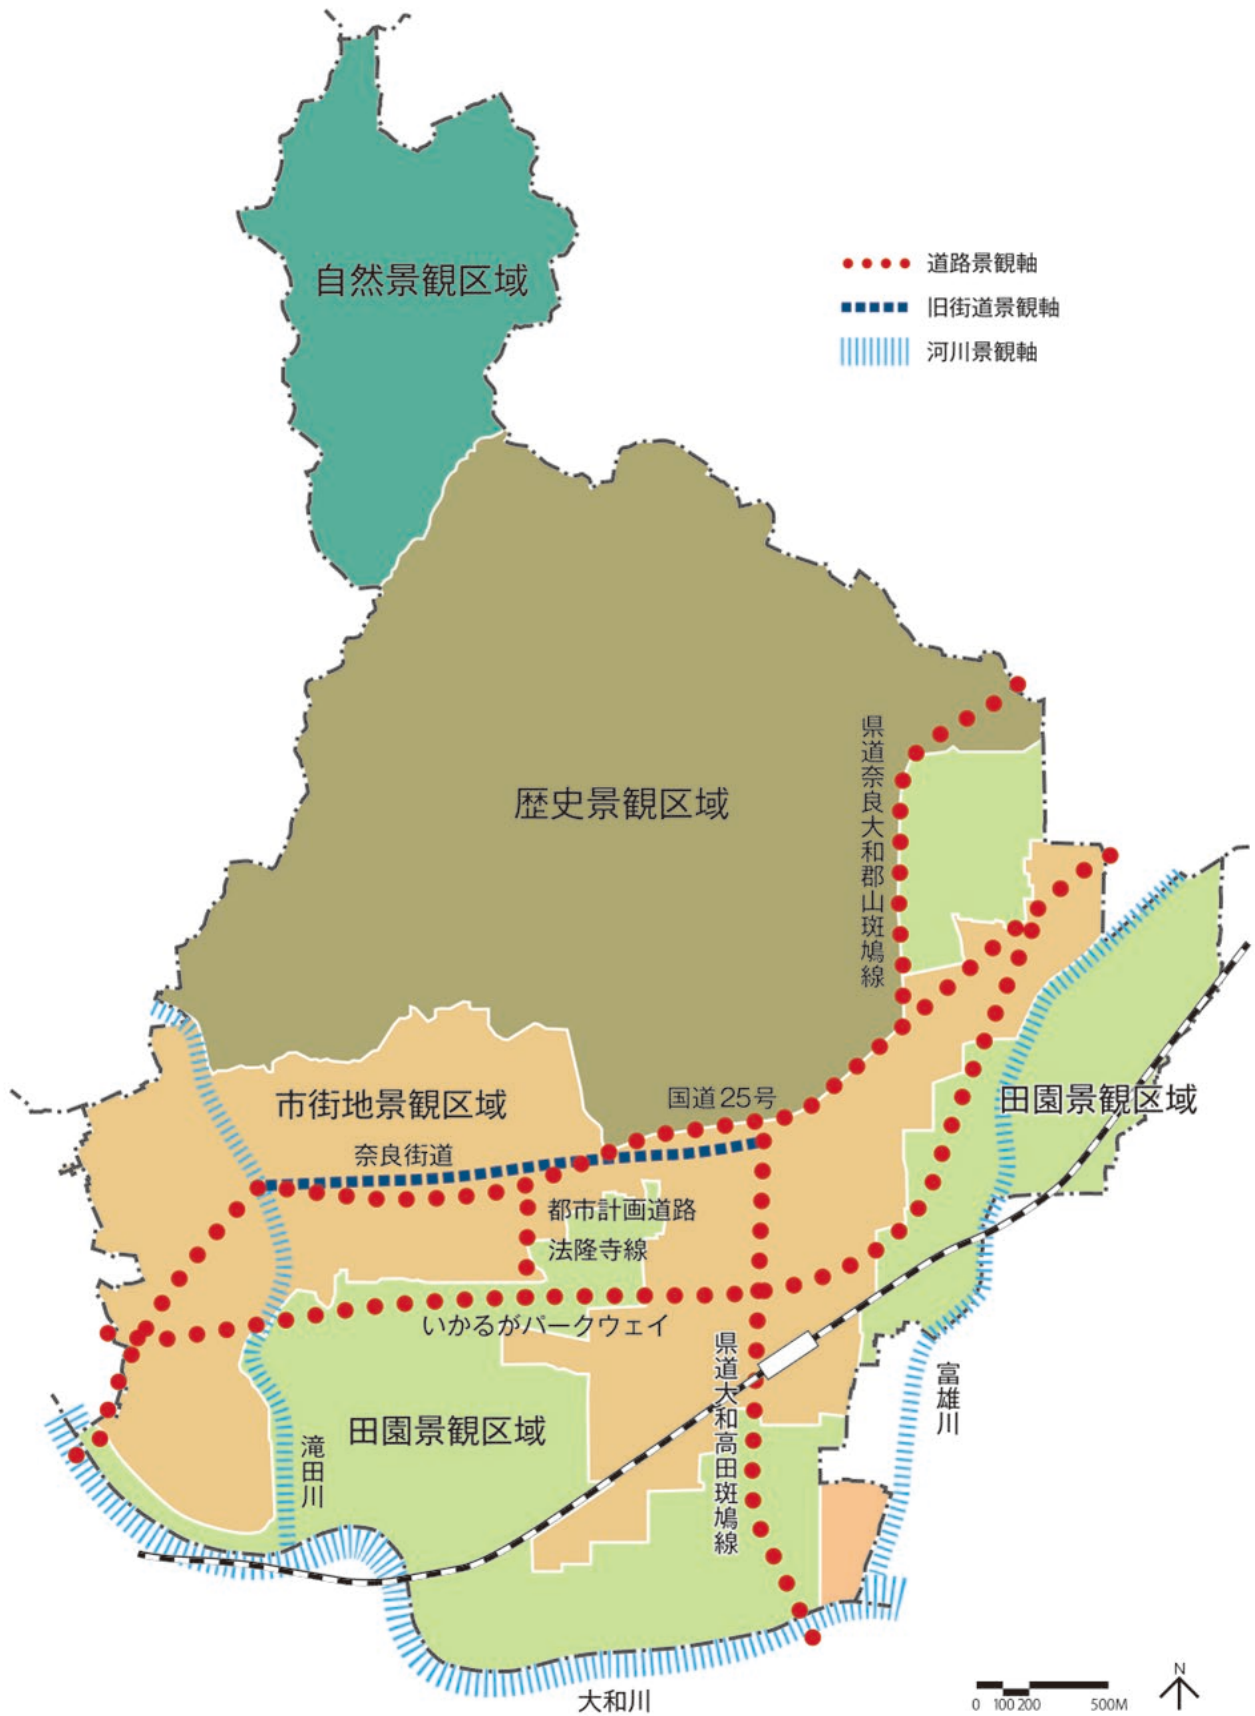 自然景観区域
道路景観軸
旧街道景観軸
河川景観軸
県道奈良大和郡山斑鳩線
歴史景観区域
国道25号
市街地景観区域
田園景観区域
奈良街道
都市計画道路
法隆寺線
いかるがパークウェイ
県道大和高田斑鳩線
富雄川
田園景観区域
滝田川
大和川
N
0 100 200 500M